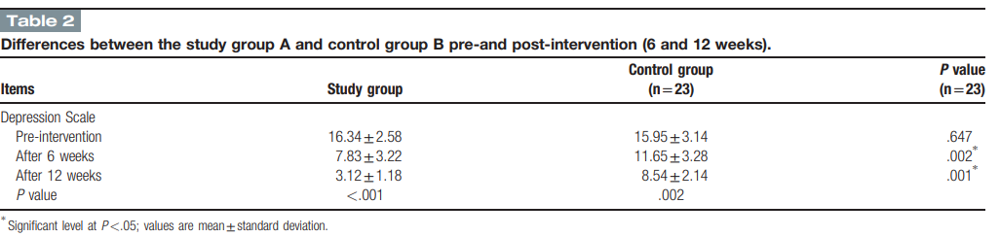 Table 2
Differences between the study group A and control group B pre-and post-intervention (6 and 12 weeks).
Control group P value
Items Study group (n=23) (n=23)
Depression Scale
Pre-intervention 16.34±2.58 15.95±3.14 .647
After 6 weeks 7.83±3.22 11.65±3.28 .002*
After 12 weeks 3.12±1.18 8.54±2.14 .001*
P value <.001 .002
* Significant level at P<.05; values are mean±standard deviation.